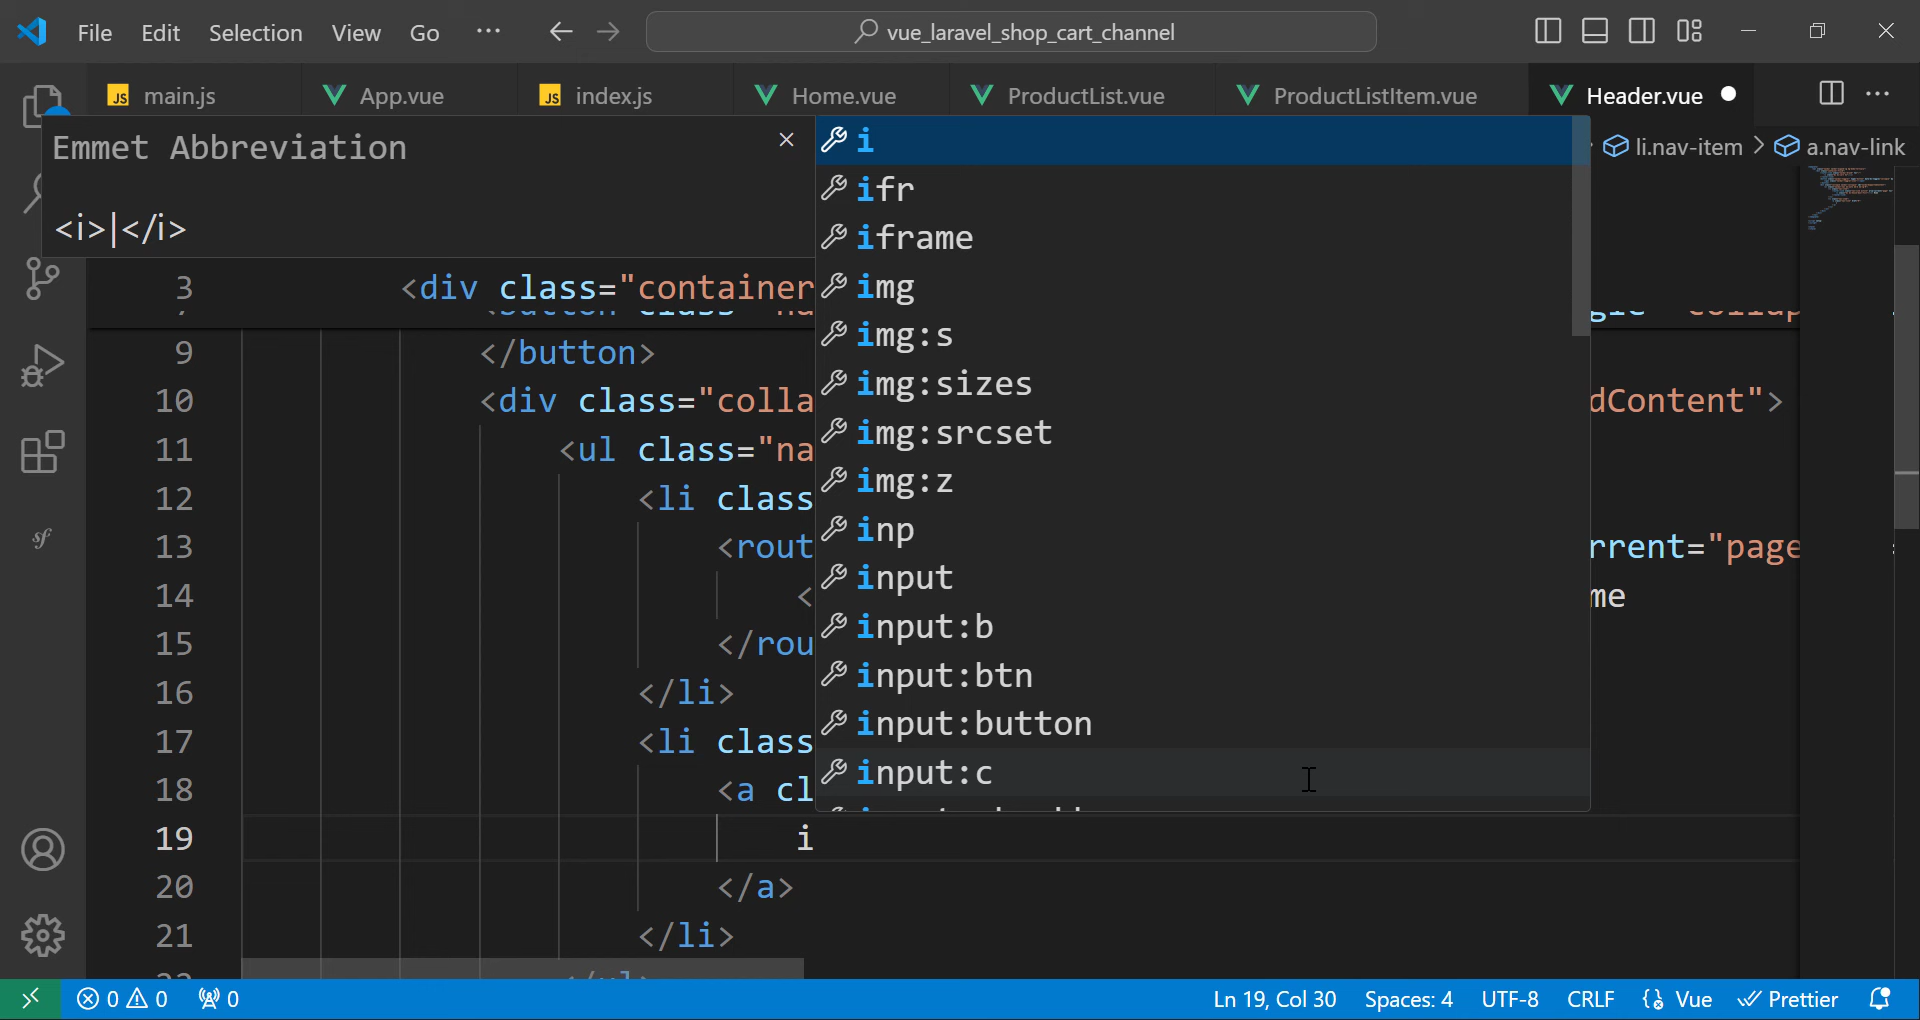 File Edit Selection View Go ··· vue_laravel_shop_cart_channel
JS main.js App.vue JS index.js Home.vue ProductList.vue ProductListItem.vue Header.vue
li.nav-item > a.nav-link
Emmet Abbreviation
<i>|</i>
i
ifr
iframe
img
img:s
img:sizes
img:srcset
img:z
inp
input
input:b
input:btn
input:button
input:c
3 <div class="container
9 </button>
10 <div class="colla dContent">
11 <ul class="na
12 <li class
13 <rout rrent="page
14 < me
15 </rou
16 </li>
17 <li class
18 <a cl
19 i
20 </a>
21 </li>
0 0 0 Ln 19, Col 30 Spaces: 4 UTF-8 CRLF Vue Prettier